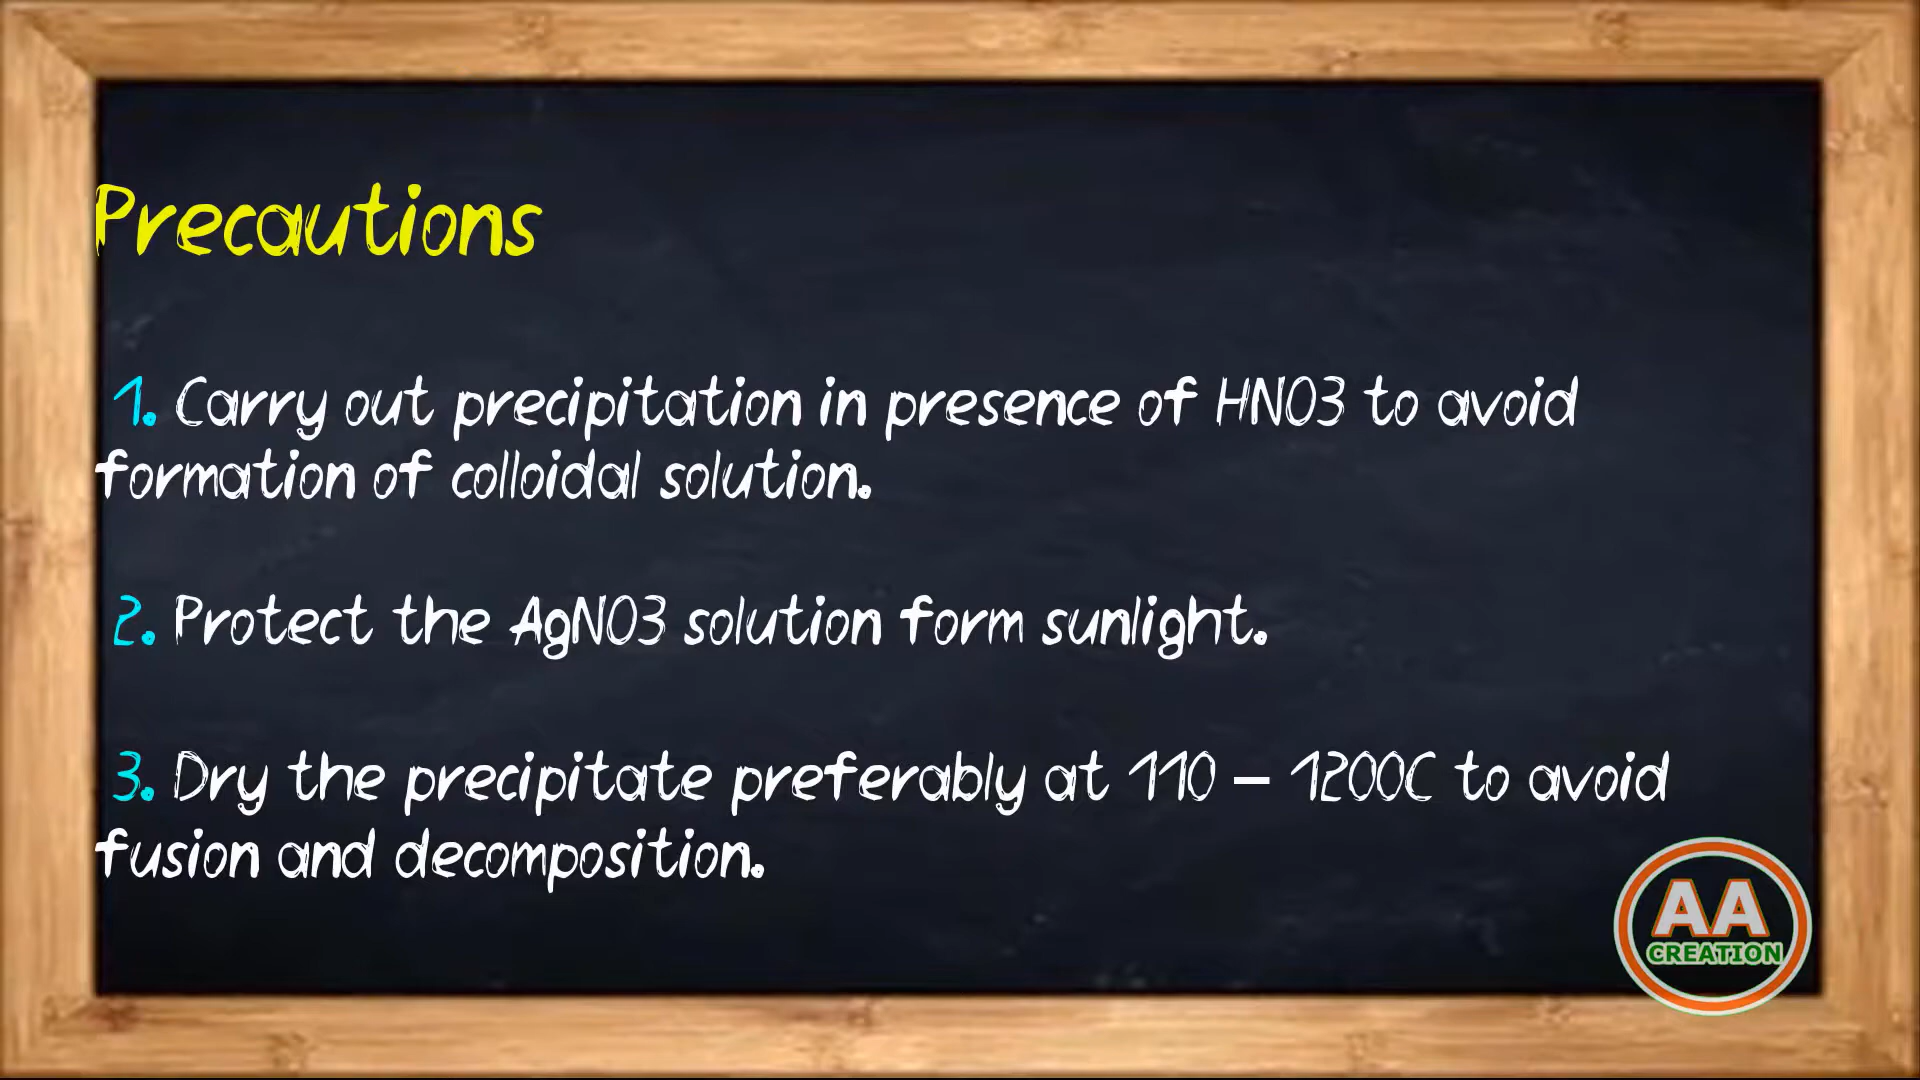 Precautions
1. Carry out precipitation in presence of HNO3 to avoid
formation of colloidal solution.
2. Protect the AgNO3 solution form sunlight.
3. Dry the precipitate preferably at 110 – 1200C to avoid
fusion and decomposition.
AA
CREATION